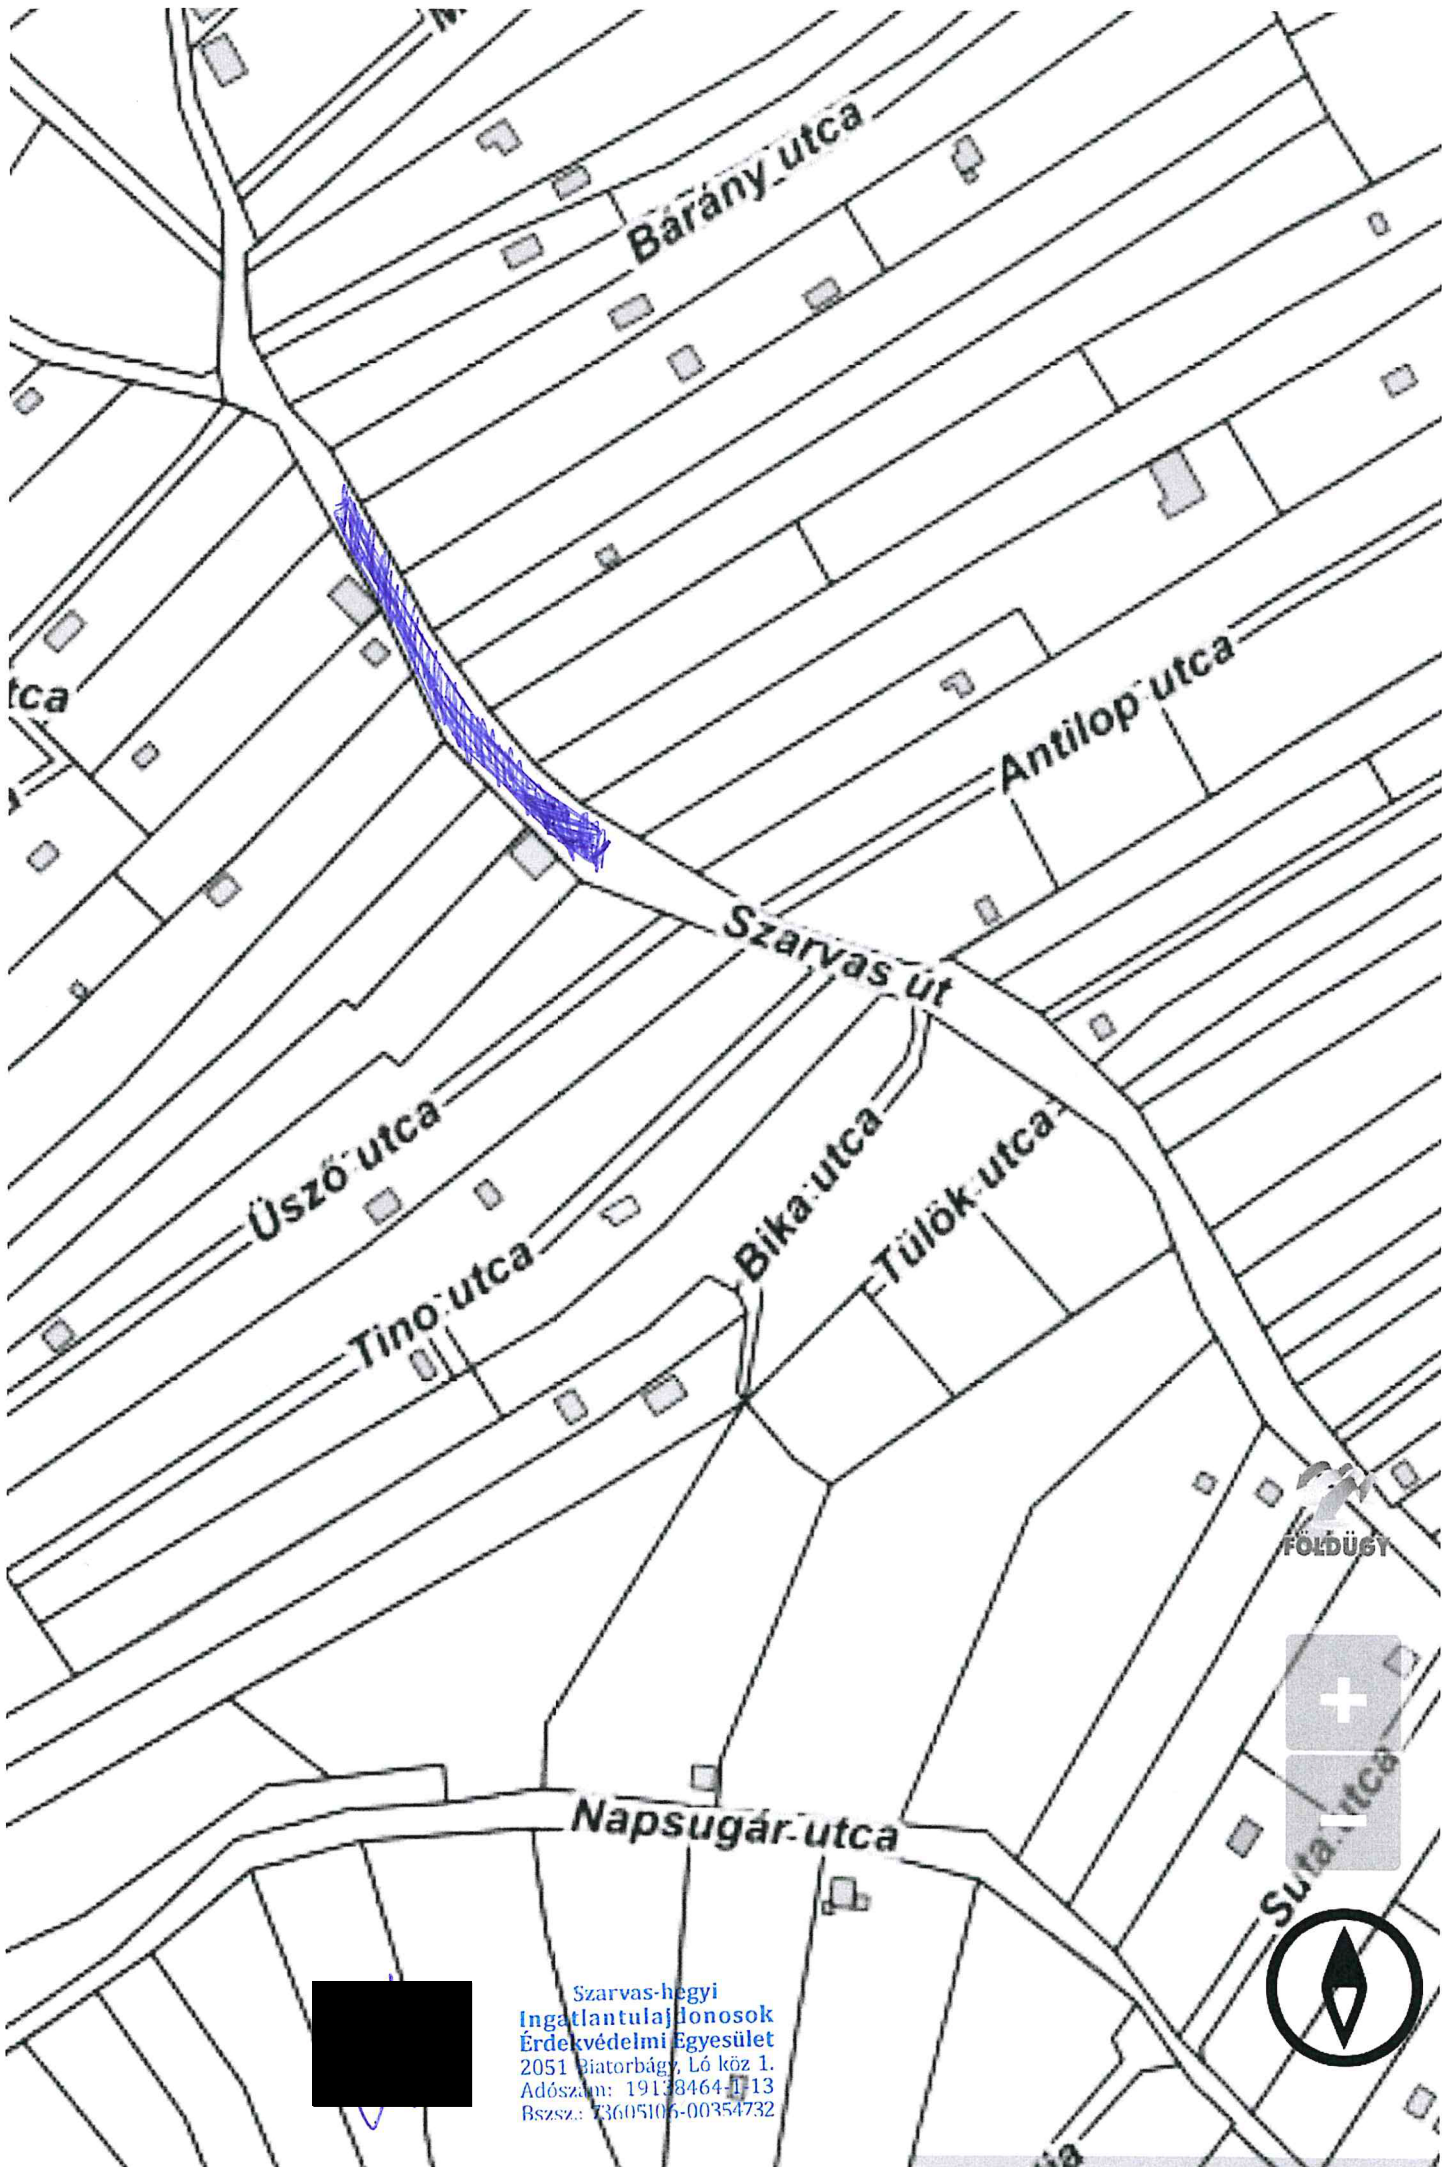 Bárány utca
tca
Antilop utca
Szarvas út
Üsző utca
Bika utca
Tülök utca
Tino utca
FÖLDÜGY
+
-
Napsugár utca
Suta utca
Szarvas-hegyi
Ingatlantulajdonosok
Érdekvédelmi Egyesület
2051 Biatorbágy, Ló köz 1.
Adószám: 19138464-1-13
Bszsz.: 73605106-00354732